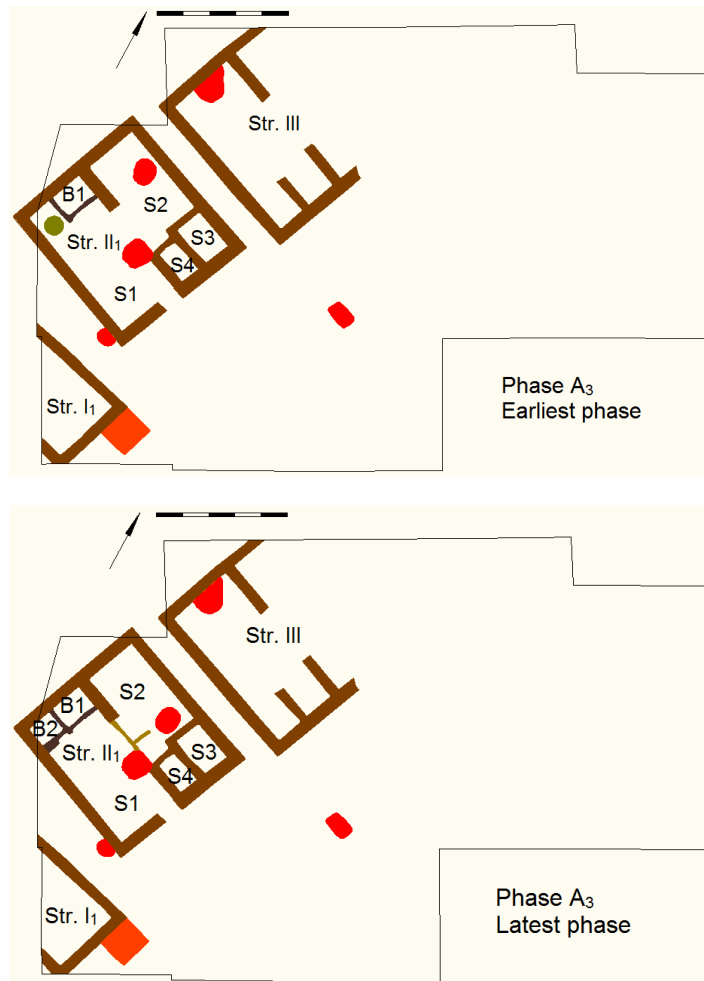 Str. III
B1
S2
Str. II₁
S3
S4
S1
Str. I₁
Phase A₃
Earliest phase
Str. III
B1
S2
B2
Str. II₁
S3
S4
S1
Str. I₁
Phase A₃
Latest phase